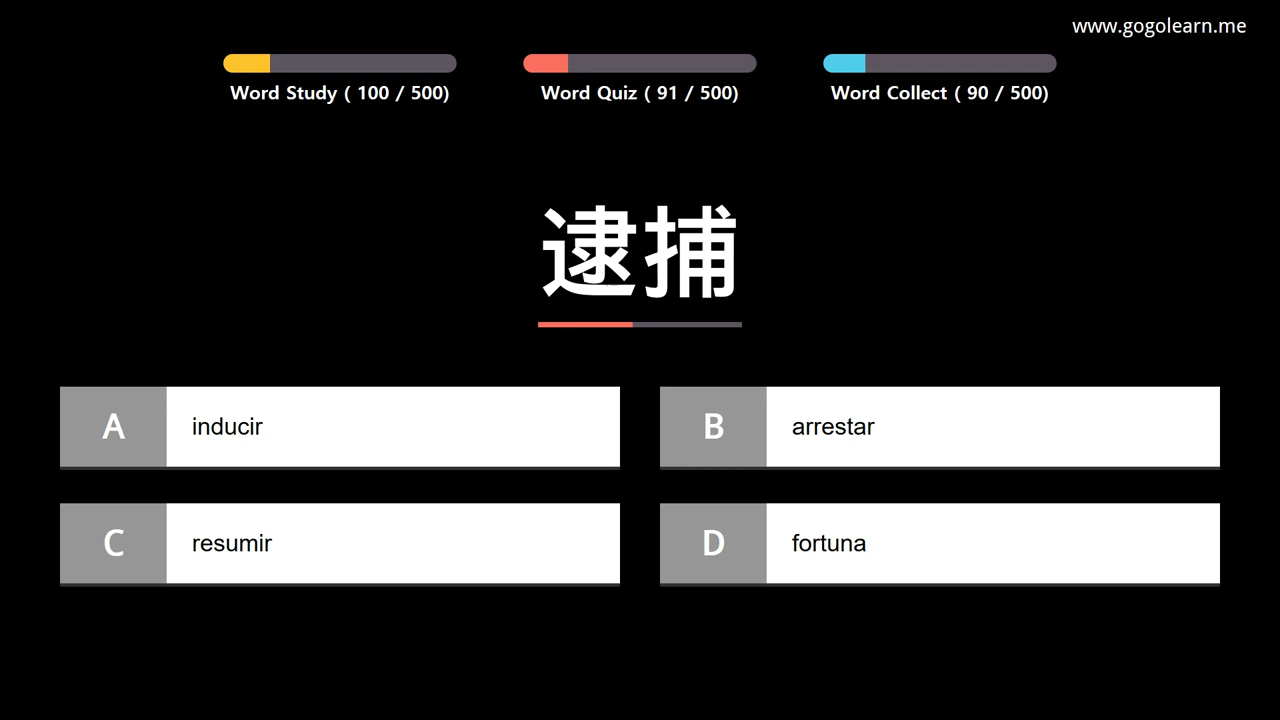 www.gogolearn.me
Word Study ( 100 / 500)
Word Quiz ( 91 / 500)
Word Collect ( 90 / 500)
逮捕
A inducir
B arrestar
C resumir
D fortuna